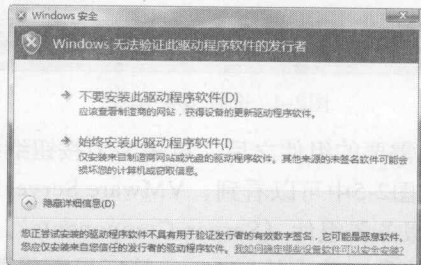 Windows 安全
Windows 无法验证此驱动程序软件的发行者
不要安装此驱动程序软件(D)
应该查看制造商的网站，获得设备的更新驱动程序软件。
始终安装此驱动程序软件(I)
仅安装来自制造商网站或光盘的驱动程序软件。其他来源的未签名软件可能会
损坏您的计算机或窃取信息。
隐藏详细信息(D)
您正尝试安装的驱动程序软件不具有用于验证发行者的有效数字签名，它可能是恶意软件。
您应仅安装来自您信任的发行者的驱动程序软件。我如何确定哪些设备软件可以安全安装?